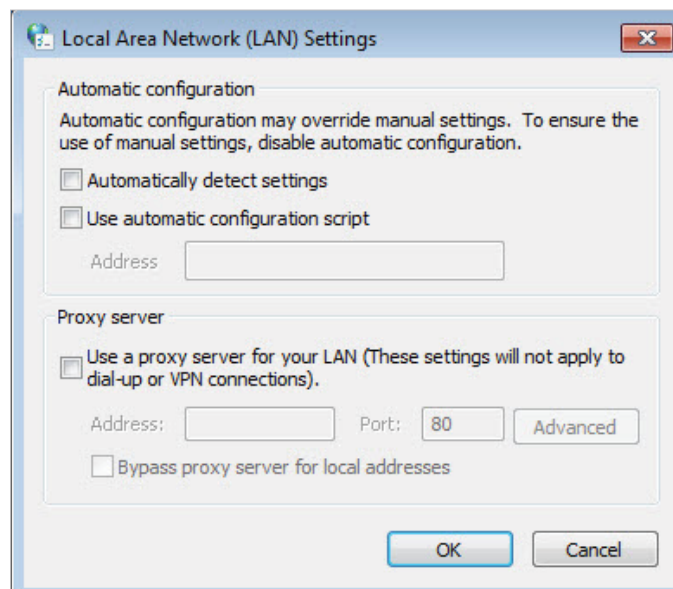 Local Area Network (LAN) Settings
Automatic configuration
Automatic configuration may override manual settings.  To ensure the
use of manual settings, disable automatic configuration.
Automatically detect settings
Use automatic configuration script
Address
Proxy server
Use a proxy server for your LAN (These settings will not apply to
dial-up or VPN connections).
Address: Port: 80 Advanced
Bypass proxy server for local addresses
OK Cancel